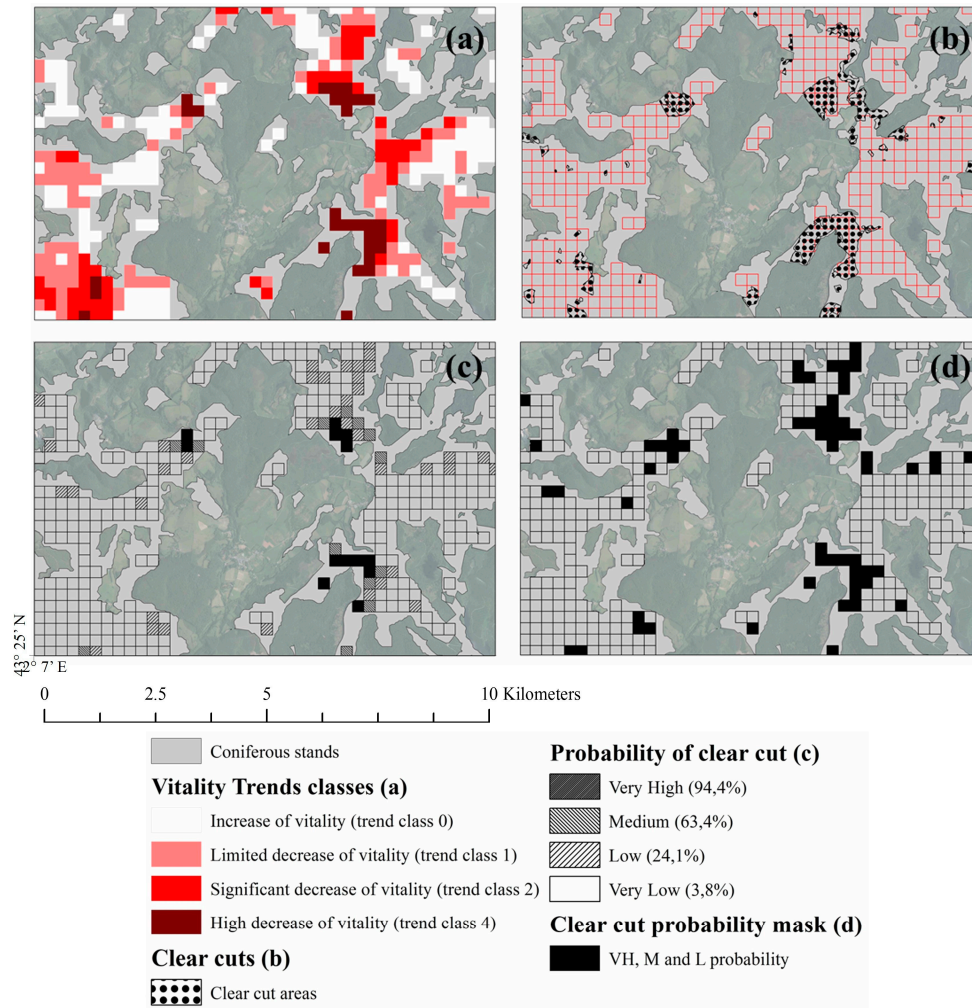 (a)
(b)
(c)
(d)
43° 25’ N
2° 7’ E
0 2.5 5 10 Kilometers
Coniferous stands
Vitality Trends classes (a)
Increase of vitality (trend class 0)
Limited decrease of vitality (trend class 1)
Significant decrease of vitality (trend class 2)
High decrease of vitality (trend class 4)
Clear cuts (b)
Clear cut areas
Probability of clear cut (c)
Very High (94,4%)
Medium (63,4%)
Low (24,1%)
Very Low (3,8%)
Clear cut probability mask (d)
VH, M and L probability